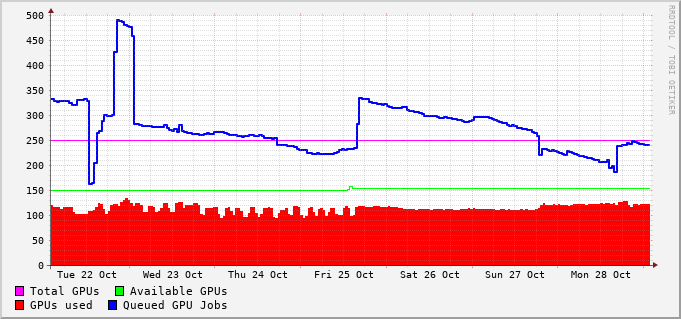 500
450
400
350
300
250
200
150
100
50
0
Tue 22 Oct Wed 23 Oct Thu 24 Oct Fri 25 Oct Sat 26 Oct Sun 27 Oct Mon 28 Oct
Total GPUs Available GPUs
GPUs used Queued GPU Jobs
RRDTOOL / TOBI OETIKER